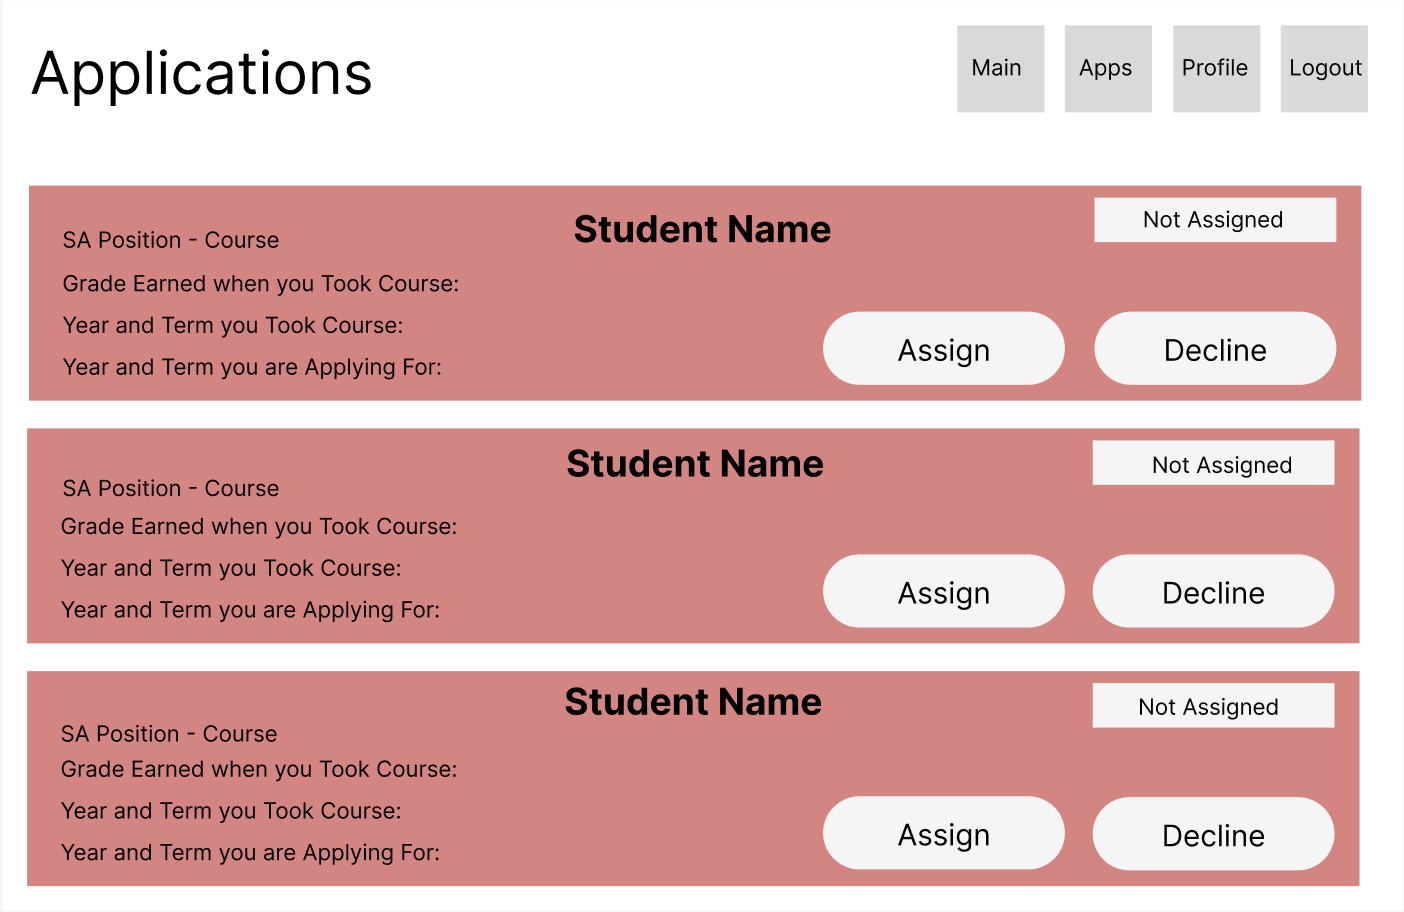 Applications
Main
Apps
Profile
Logout
Student Name
Not Assigned
SA Position - Course
Grade Earned when you Took Course:
Year and Term you Took Course:
Year and Term you are Applying For:
Assign
Decline
Student Name
Not Assigned
SA Position - Course
Grade Earned when you Took Course:
Year and Term you Took Course:
Year and Term you are Applying For:
Assign
Decline
Student Name
Not Assigned
SA Position - Course
Grade Earned when you Took Course:
Year and Term you Took Course:
Year and Term you are Applying For:
Assign
Decline